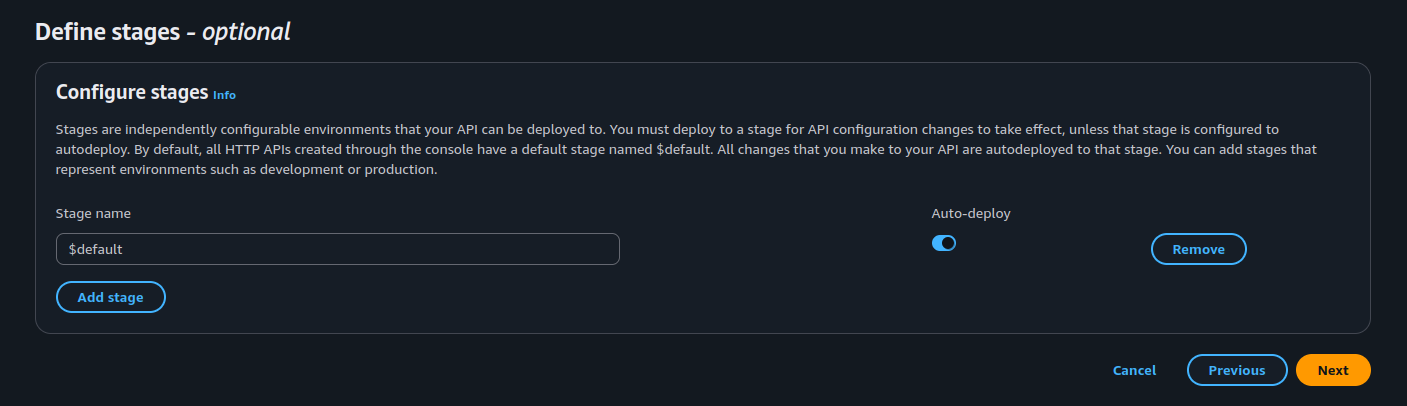 Define stages - optional
Configure stages Info
Stages are independently configurable environments that your API can be deployed to. You must deploy to a stage for API configuration changes to take effect, unless that stage is configured to
autodeploy. By default, all HTTP APIs created through the console have a default stage named $default. All changes that you make to your API are autodeployed to that stage. You can add stages that
represent environments such as development or production.
Stage name Auto-deploy
$default Remove
Add stage
Cancel Previous Next